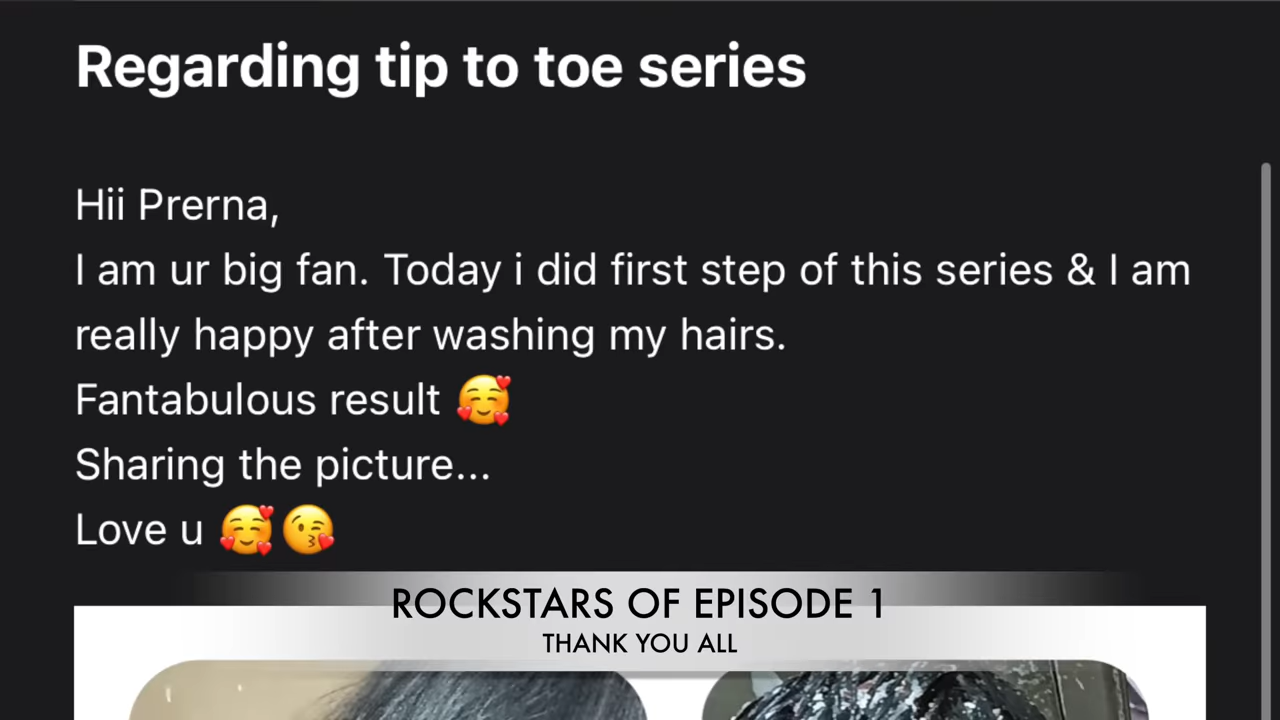 Regarding tip to toe series
Hii Prerna,
I am ur big fan. Today i did first step of this series & I am
really happy after washing my hairs.
Fantabulous result 🥰
Sharing the picture...
Love u 🥰😘
ROCKSTARS OF EPISODE 1
THANK YOU ALL